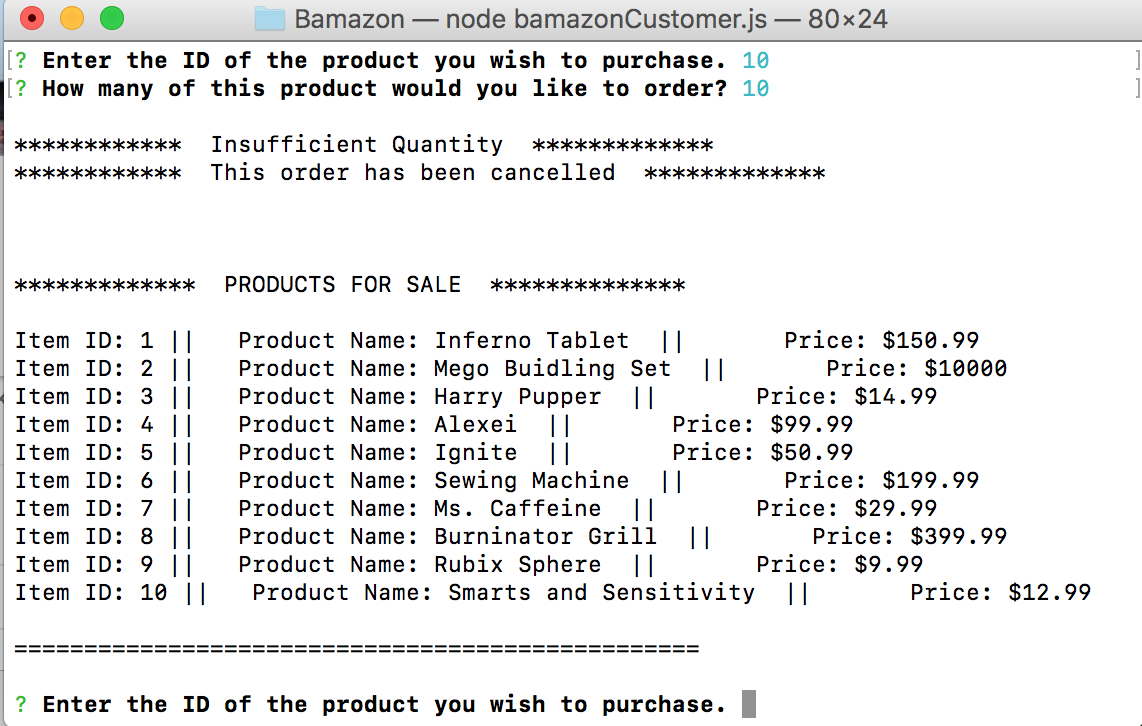 Bamazon — node bamazonCustomer.js — 80×24
[? Enter the ID of the product you wish to purchase. 10 ]
[? How many of this product would you like to order? 10 ]
************  Insufficient Quantity  *************
************  This order has been cancelled  *************
*************  PRODUCTS FOR SALE  **************
Item ID: 1 ||   Product Name: Inferno Tablet  ||       Price: $150.99
Item ID: 2 ||   Product Name: Mego Buidling Set  ||       Price: $10000
Item ID: 3 ||   Product Name: Harry Pupper  ||       Price: $14.99
Item ID: 4 ||   Product Name: Alexei  ||       Price: $99.99
Item ID: 5 ||   Product Name: Ignite  ||       Price: $50.99
Item ID: 6 ||   Product Name: Sewing Machine  ||       Price: $199.99
Item ID: 7 ||   Product Name: Ms. Caffeine  ||       Price: $29.99
Item ID: 8 ||   Product Name: Burninator Grill  ||       Price: $399.99
Item ID: 9 ||   Product Name: Rubix Sphere  ||       Price: $9.99
Item ID: 10 ||   Product Name: Smarts and Sensitivity  ||       Price: $12.99
=================================================
? Enter the ID of the product you wish to purchase.